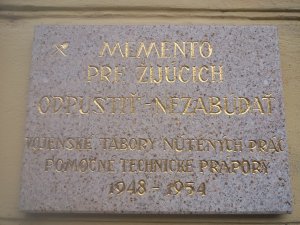 MEMENTO
PRE ŽIJÚCICH
ODPUSTIŤ-NEZABUDAŤ
VOJENSKÉ TÁBORY NÚTENÝCH PRÁC
POMOCNÉ TECHNICKÉ PRÁPORY
1948-1954